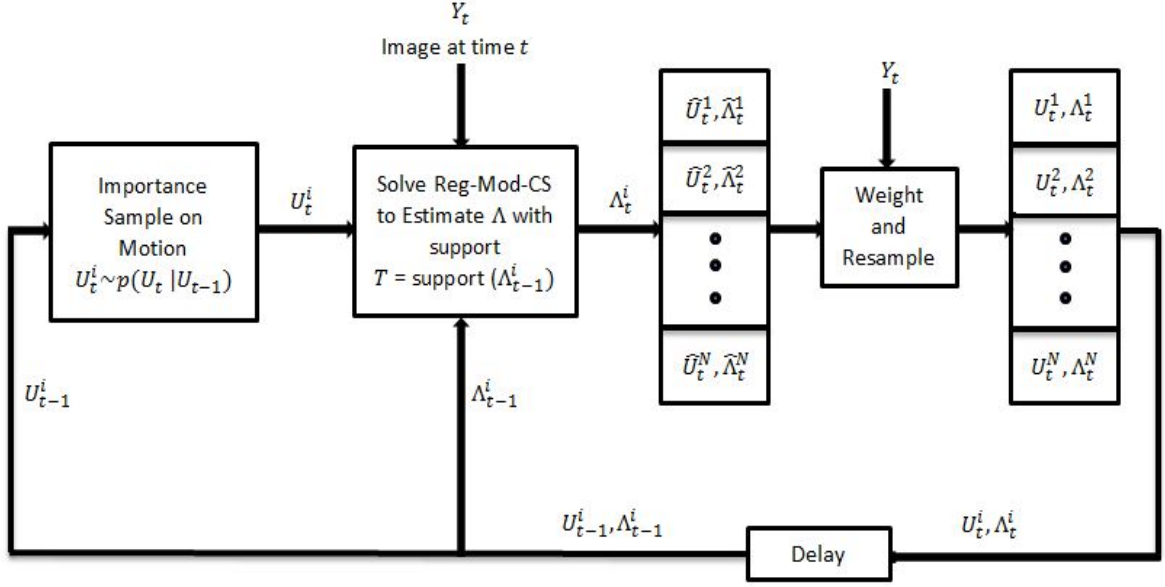 Y_t
Image at time t
Importance
Sample on
Motion
U_t^i~p(U_t |U_{t−1})
U_t^i
Solve Reg-Mod-CS
to Estimate Λ with
support
T = support (Λ_{t−1}^i)
Λ_t^i
Û_t^1, Λ̂_t^1
Û_t^2, Λ̂_t^2
Û_t^N, Λ̂_t^N
Y_t
Weight
and
Resample
U_t^1, Λ_t^1
U_t^2, Λ_t^2
U_t^N, Λ_t^N
U_{t−1}^i
Λ_{t−1}^i
U_{t−1}^i, Λ_{t−1}^i
Delay
U_t^i, Λ_t^i